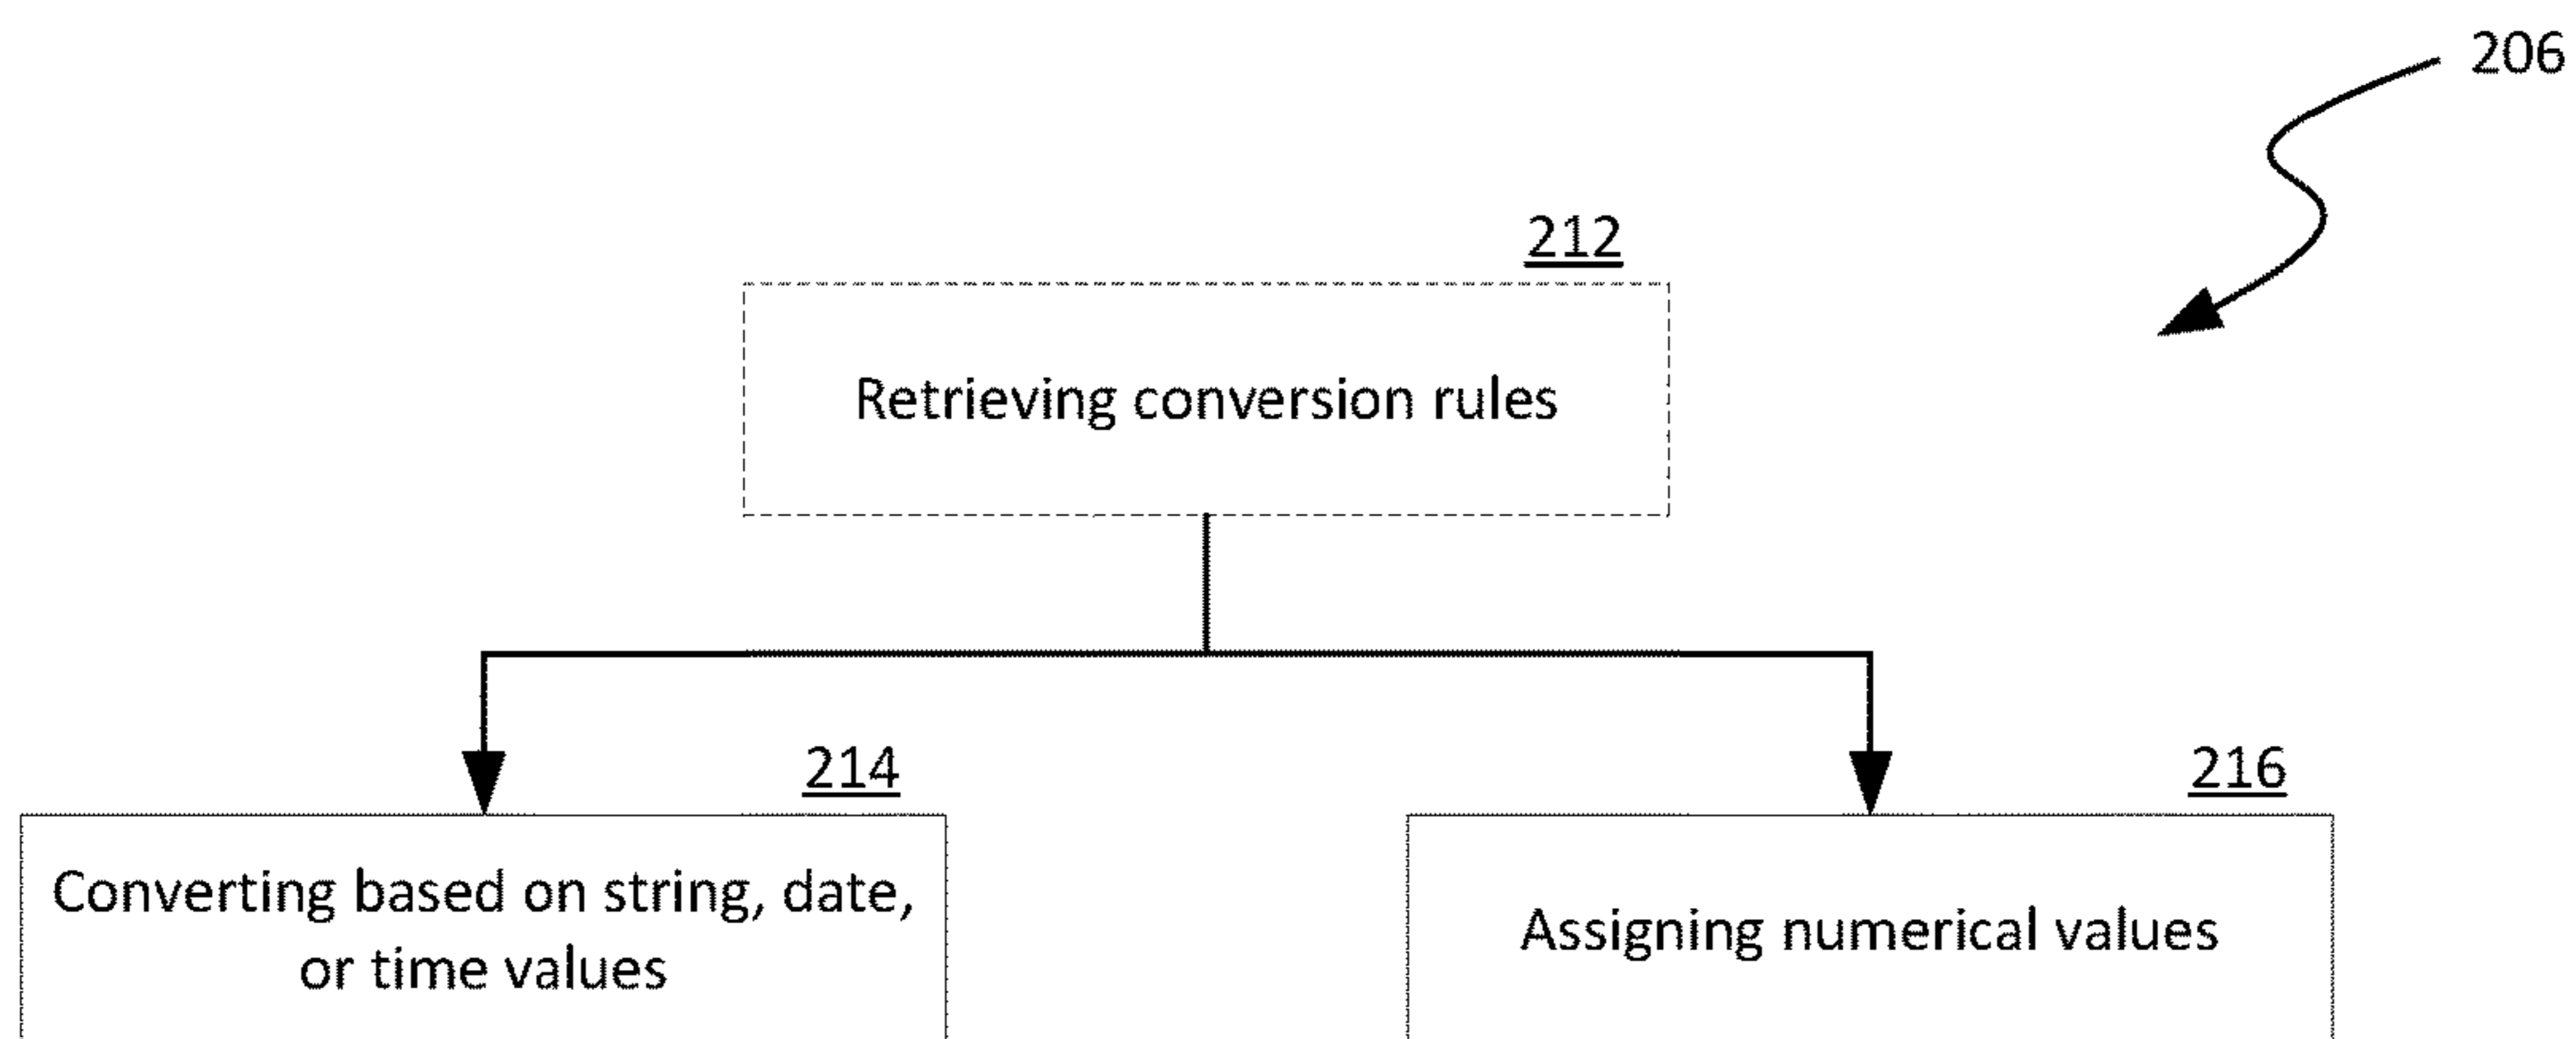 206
212
Retrieving conversion rules
214
216
Converting based on string, date,
or time values
Assigning numerical values